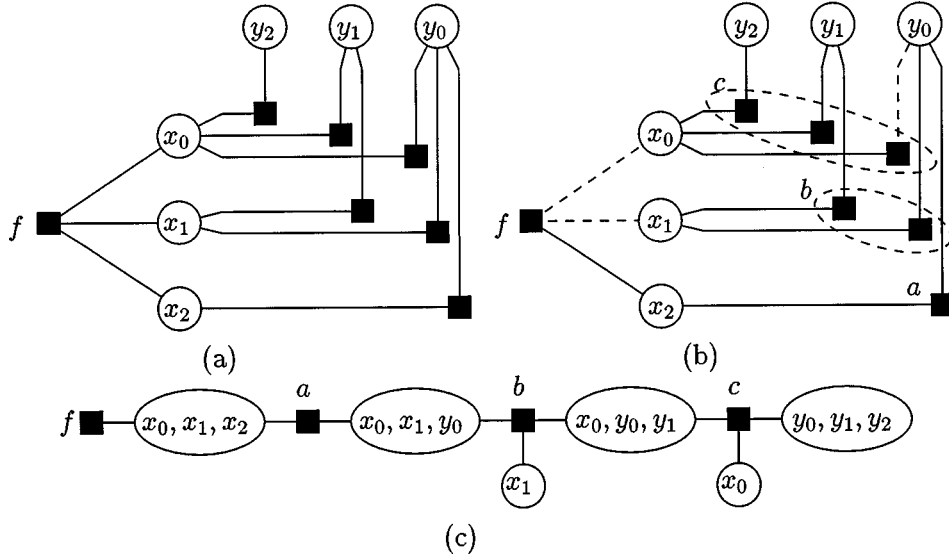 y₂ y₁ y₀
x₀
f
x₁
x₂
(a)
y₂ y₁ y₀
c
x₀
b
f
x₁
a
x₂
(b)
a b c
f x₀, x₁, x₂ x₀, x₁, y₀ x₀, y₀, y₁ y₀, y₁, y₂
x₁ x₀
(c)